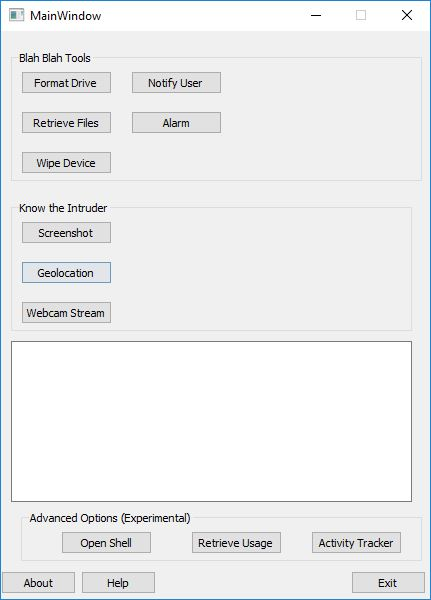 MainWindow
Blah Blah Tools
Format Drive Notify User
Retrieve Files Alarm
Wipe Device
Know the Intruder
Screenshot
Geolocation
Webcam Stream
Advanced Options (Experimental)
Open Shell Retrieve Usage Activity Tracker
About Help Exit